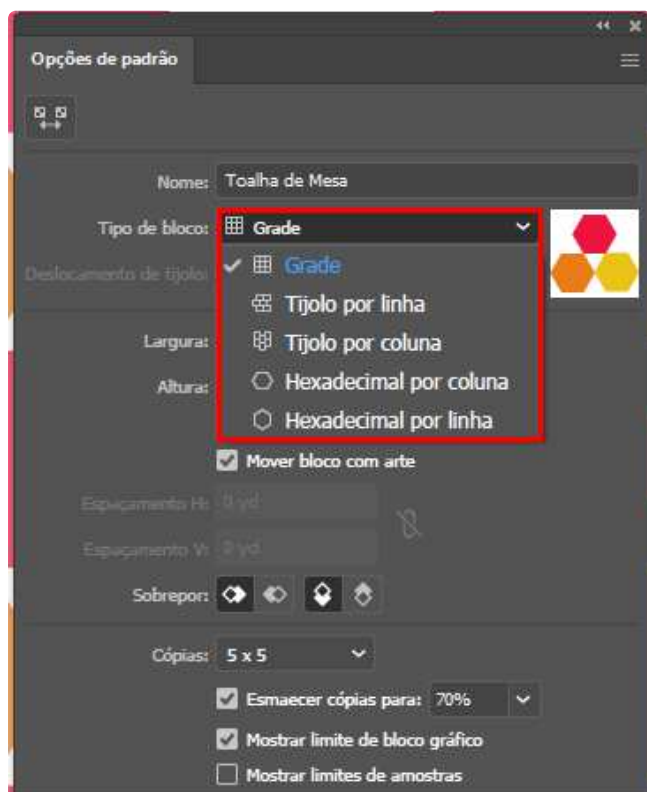 Opções de padrão
Nome: Toalha de Mesa
Tipo de bloco: Grade
Deslocamento de tijolo: Grade
Tijolo por linha
Largura: Tijolo por coluna
Altura: Hexadecimal por coluna
Hexadecimal por linha
Mover bloco com arte
Espaçamento H: 0 yd
Espaçamento V: 0 yd
Sobrepor:
Cópias: 5 x 5
Esmaecer cópias para: 70%
Mostrar limite de bloco gráfico
Mostrar limites de amostras